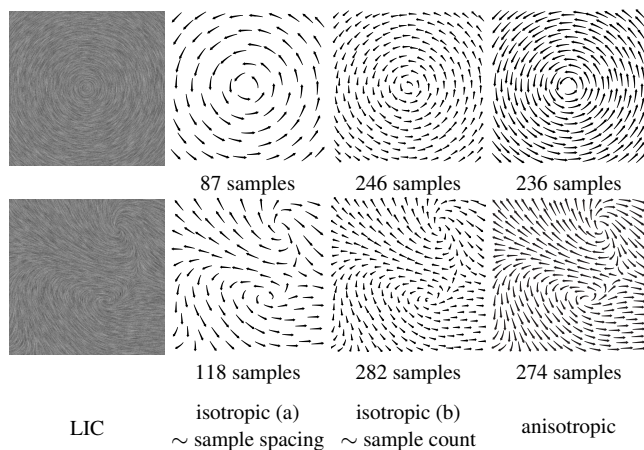 87 samples 246 samples 236 samples
118 samples 282 samples 274 samples
LIC
isotropic (a)
∼ sample spacing
isotropic (b)
∼ sample count
anisotropic